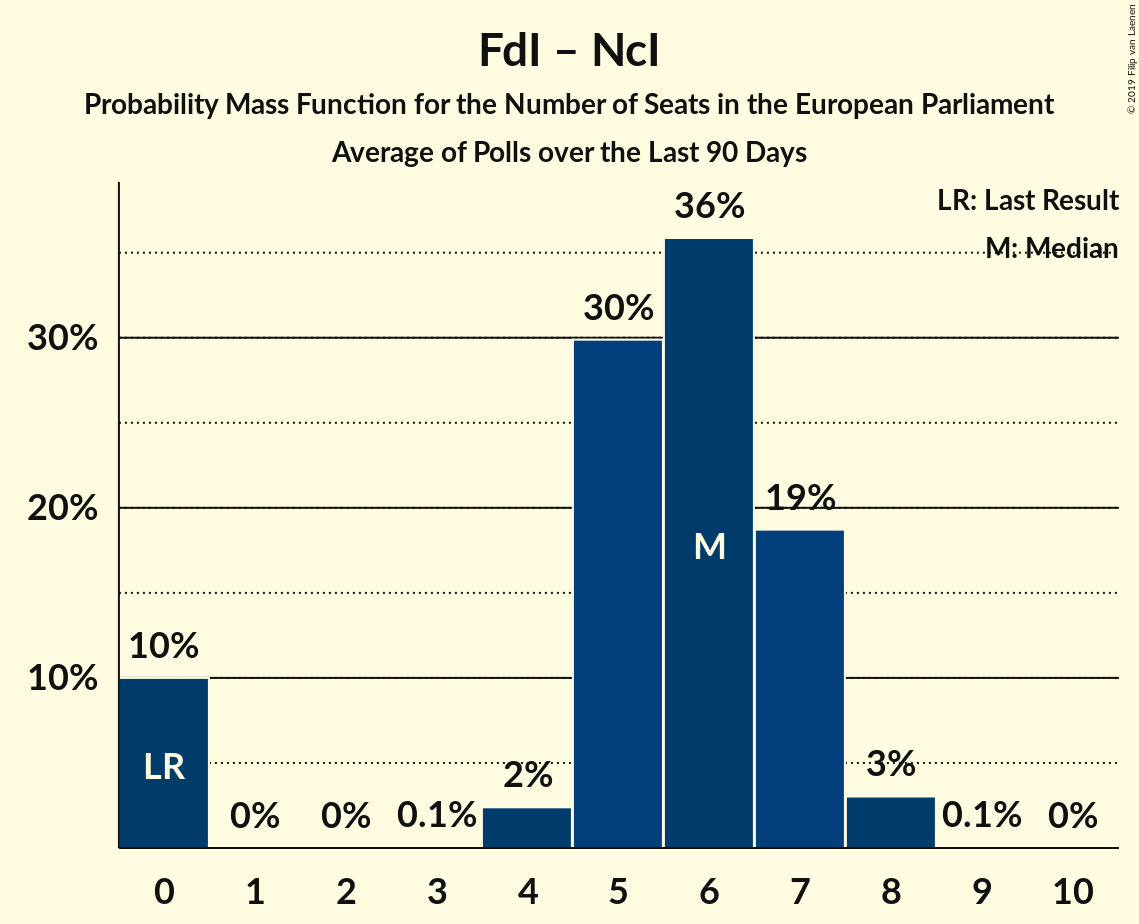 FdI – NcI
Probability Mass Function for the Number of Seats in the European Parliament
Average of Polls over the Last 90 Days
© 2019 Filip van Laenen
LR: Last Result
M: Median
36%
30%
30%
20%
19%
M
10%
10%
LR
2%
3%
0%
0%
0.1%
0.1%
0%
0 1 2 3 4 5 6 7 8 9 10